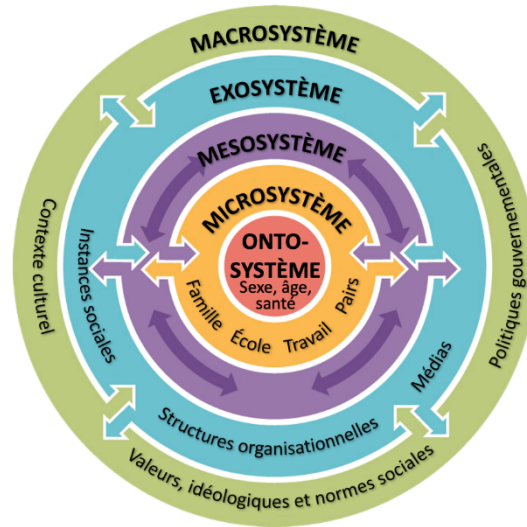 MACROSYSTÈME
EXOSYSTÈME
MESOSYSTÈME
MICROSYSTÈME
ONTO-
SYSTÈME
Sexe, âge,
santé
Famille École Travail Pairs
Instances sociales
Structures organisationnelles
Médias
Contexte culturel
Valeurs, idéologiques et normes sociales
Politiques gouvernementales